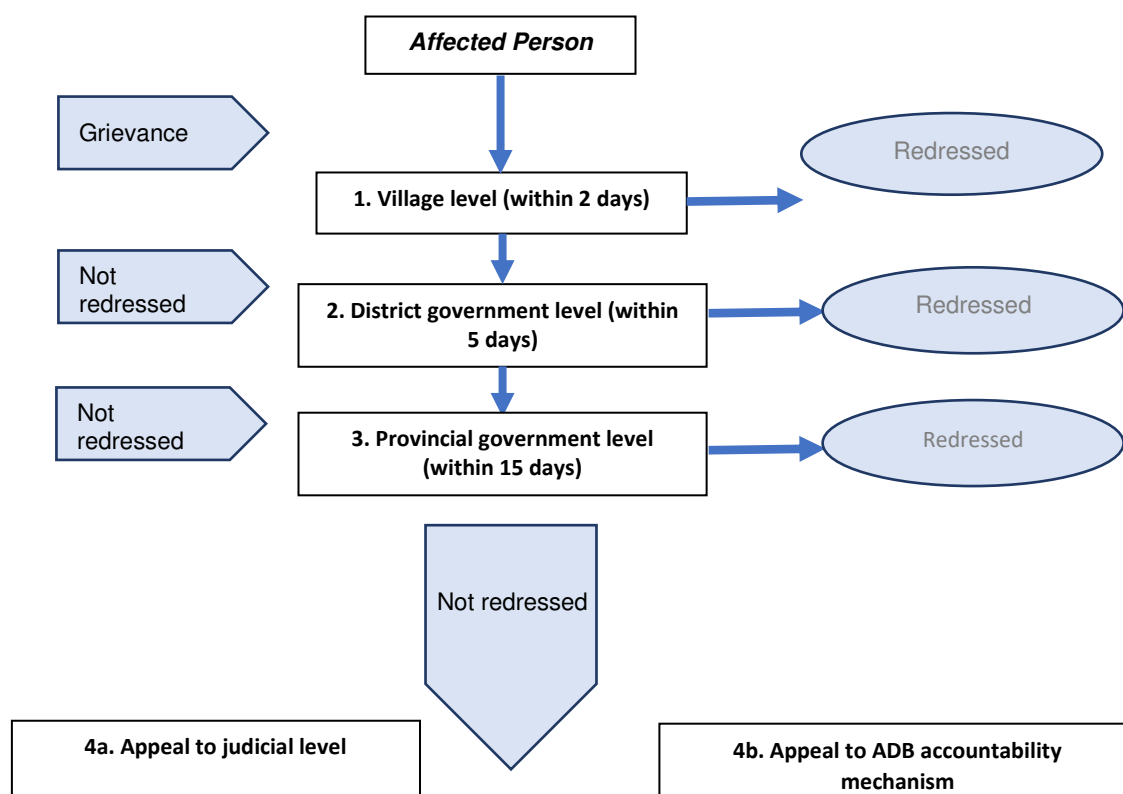 Affected Person
Grievance
Redressed
1. Village level (within 2 days)
Not
redressed
2. District government level (within
5 days)
Redressed
Not
redressed
3. Provincial government level
(within 15 days)
Redressed
Not redressed
4a. Appeal to judicial level
4b. Appeal to ADB accountability
mechanism